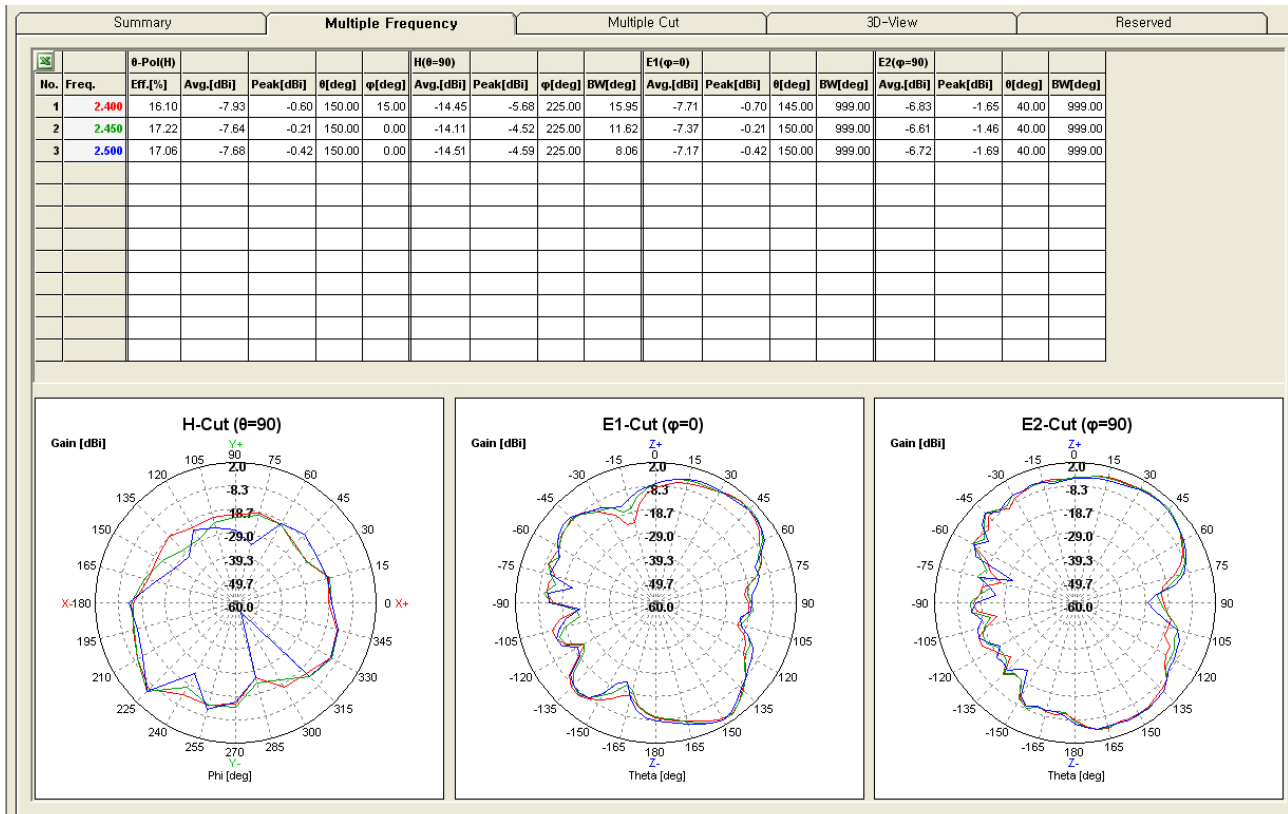 Summary Multiple Frequency Multiple Cut 3D-View Reserved
θ-Pol(H) H(θ=90) E1(φ=0) E2(φ=90)
No. Freq. Eff.[%] Avg.[dBi] Peak[dBi] θ[deg] φ[deg] Avg.[dBi] Peak[dBi] φ[deg] BW[deg] Avg.[dBi] Peak[dBi] θ[deg] BW[deg] Avg.[dBi] Peak[dBi] θ[deg] BW[deg]
1 2.400 16.10 -7.93 -0.60 150.00 15.00 -14.45 -5.68 225.00 15.95 -7.71 -0.70 145.00 999.00 -6.83 -1.65 40.00 999.00
2 2.450 17.22 -7.64 -0.21 150.00 0.00 -14.11 -4.52 225.00 11.62 -7.37 -0.21 150.00 999.00 -6.61 -1.46 40.00 999.00
3 2.500 17.06 -7.68 -0.42 150.00 0.00 -14.51 -4.59 225.00 8.06 -7.17 -0.42 150.00 999.00 -6.72 -1.69 40.00 999.00
H-Cut (θ=90)
Gain [dBi]
Y+
105 90 75
120 2.0 60
135 -8.3 45
150 -18.7 30
-29.0
165 -39.3 15
-49.7
X-180 -60.0 0 X+
195 345
210 330
225 315
240 300
255 270 285
Y-
Phi [deg]
E1-Cut (φ=0)
Gain [dBi]
Z+
-15 0 15
-30 2.0 30
-45 -8.3 45
-60 -18.7 60
-29.0
-75 -39.3 75
-49.7
-90 -60.0 90
-105 105
-120 120
-135 135
-150 150
-165 180 165
Z-
Theta [deg]
E2-Cut (φ=90)
Gain [dBi]
Z+
-15 0 15
-30 2.0 30
-45 -8.3 45
-60 -18.7 60
-29.0
-75 -39.3 75
-49.7
-90 -60.0 90
-105 105
-120 120
-135 135
-150 150
-165 180 165
Z-
Theta [deg]